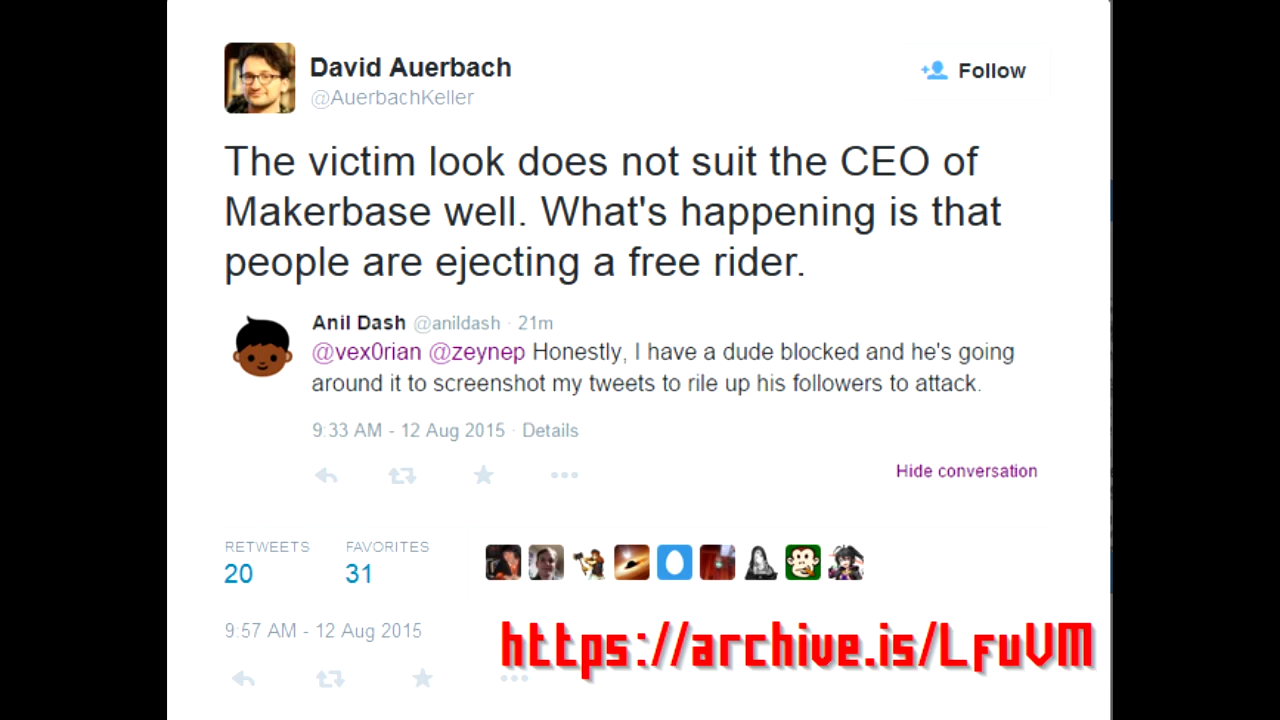 David Auerbach
@AuerbachKeller
Follow
The victim look does not suit the CEO of
Makerbase well. What's happening is that
people are ejecting a free rider.
Anil Dash @anildash · 21m
@vex0rian @zeynep Honestly, I have a dude blocked and he's going
around it to screenshot my tweets to rile up his followers to attack.
9:33 AM - 12 Aug 2015 · Details
Hide conversation
RETWEETS FAVORITES
20 31
9:57 AM - 12 Aug 2015
https://archive.is/LfuVM